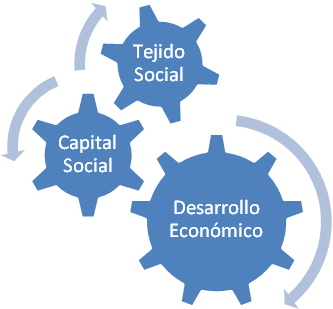 Tejido
Social
Capital
Social
Desarrollo
Económico